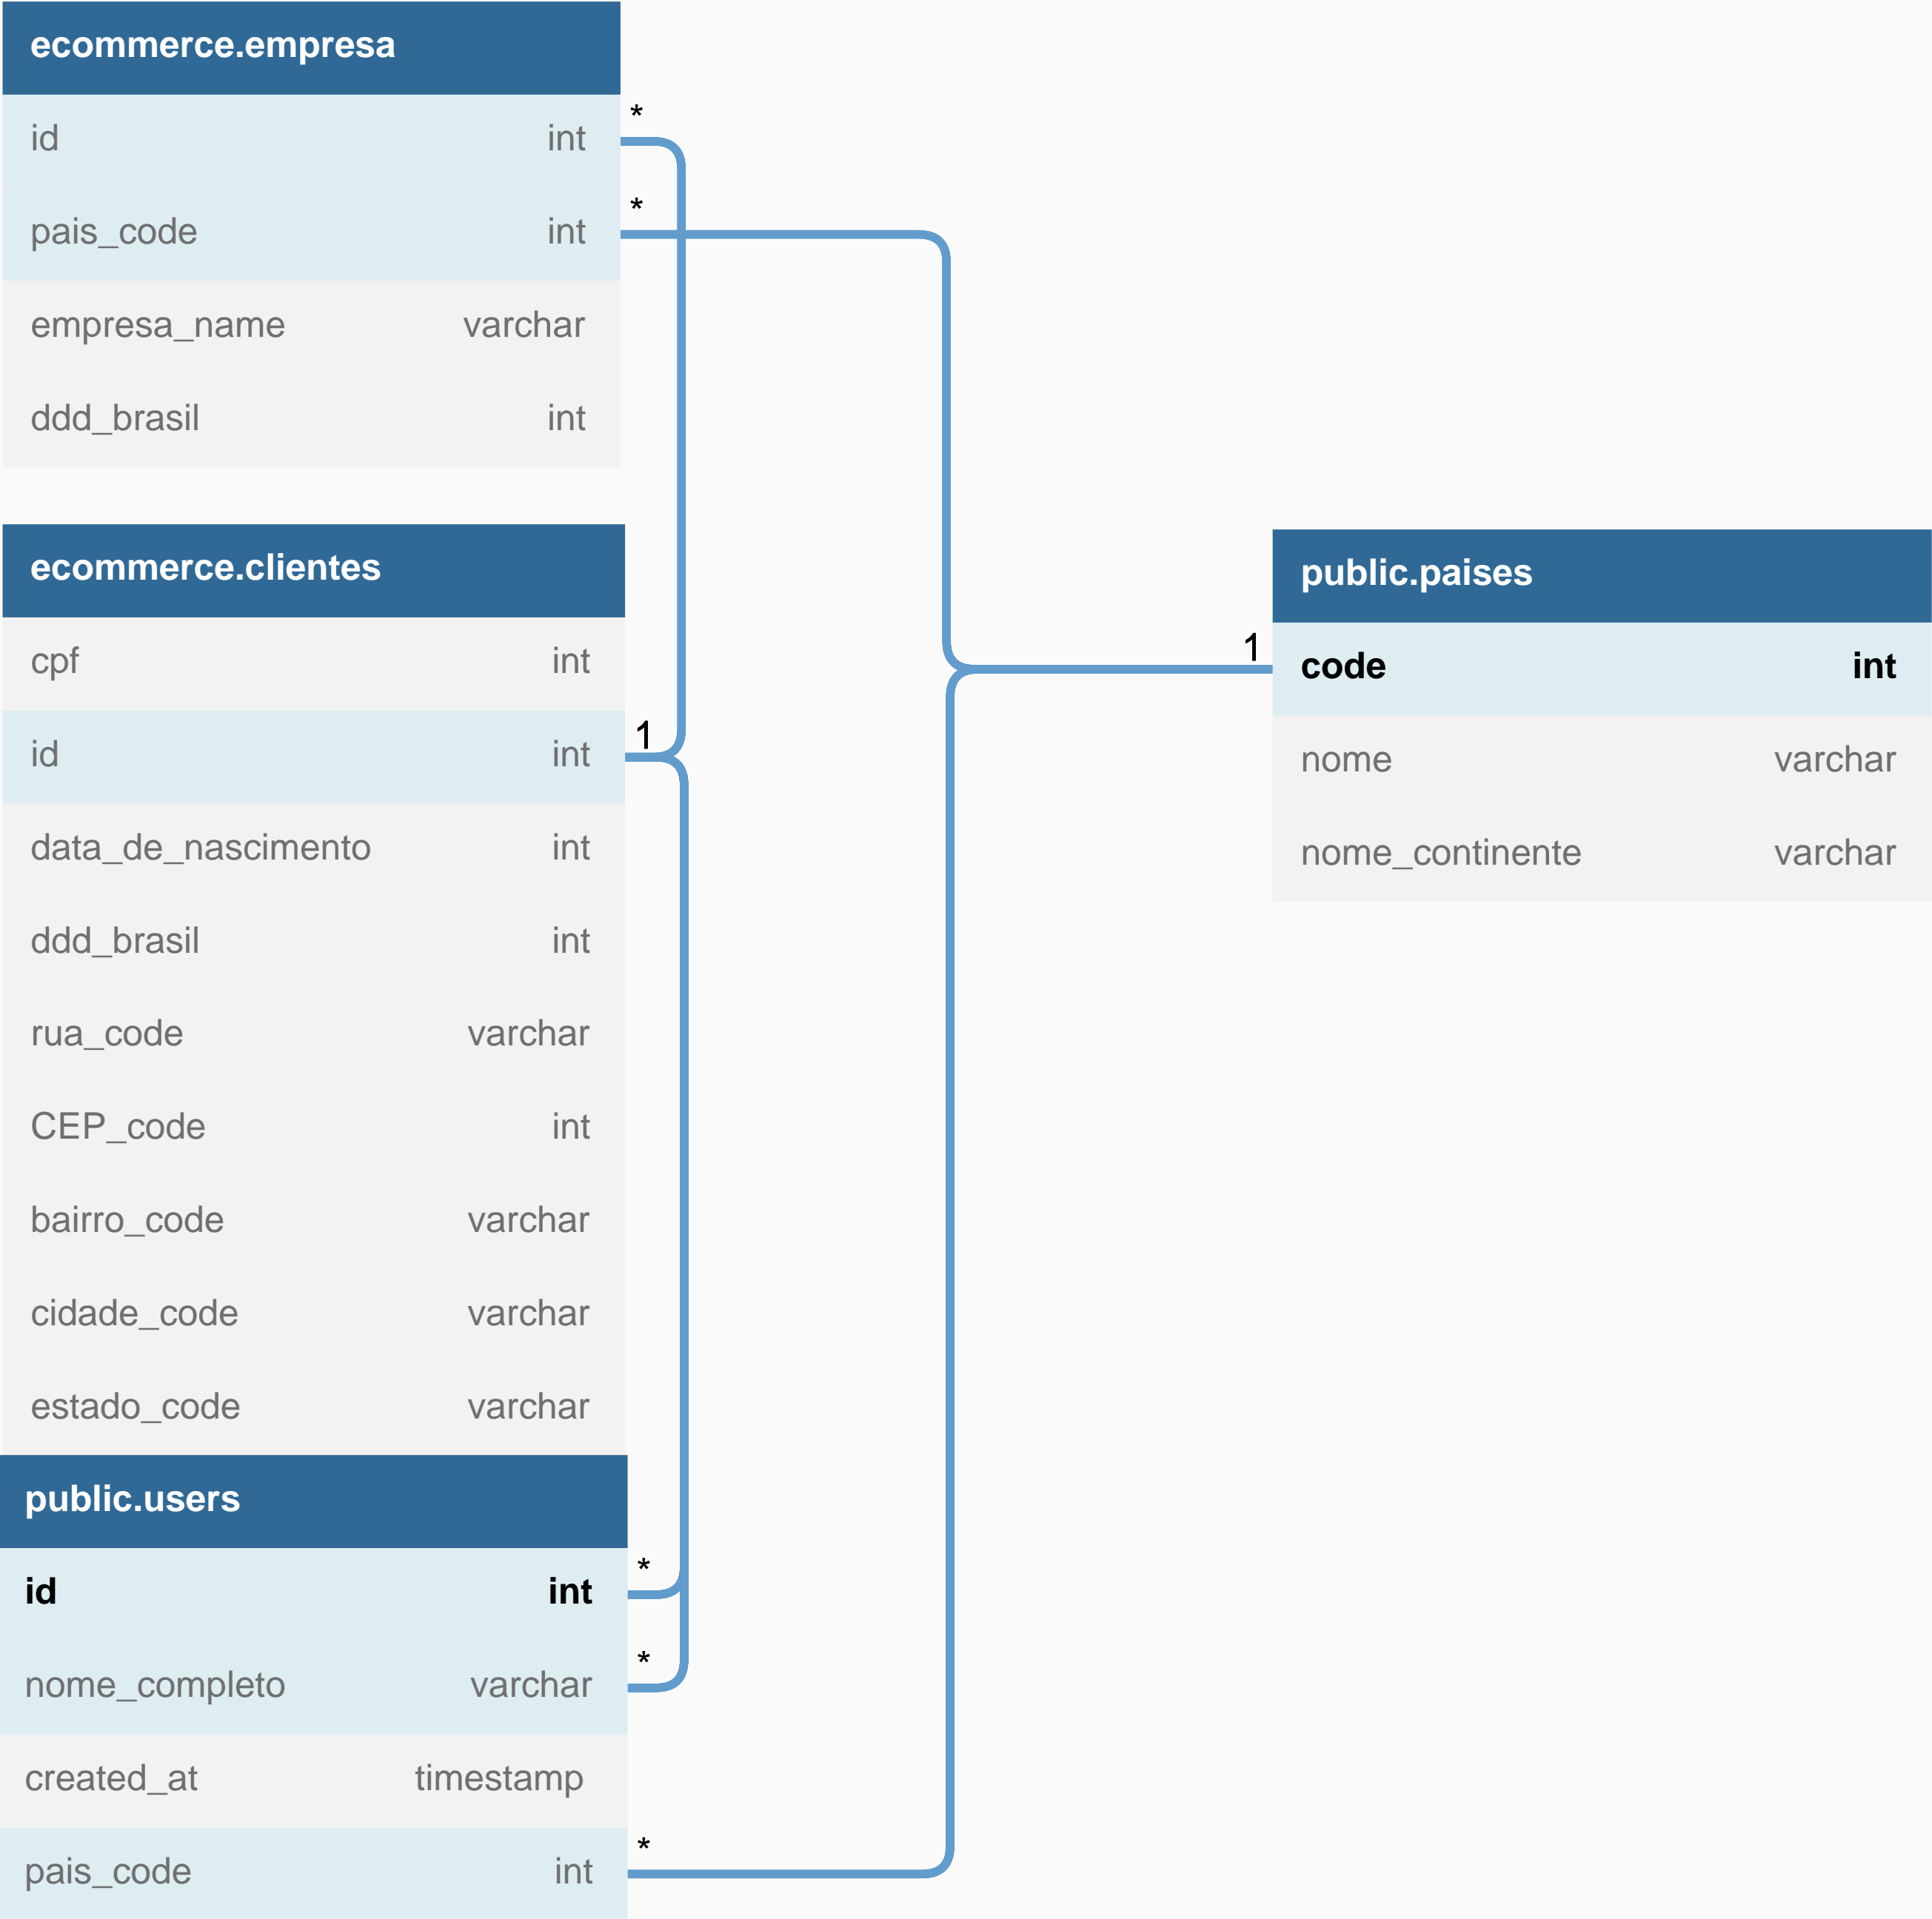 ecommerce.empresa
id int
pais_code int
empresa_name varchar
ddd_brasil int
*
*
ecommerce.clientes
cpf int
id int
data_de_nascimento int
ddd_brasil int
rua_code varchar
CEP_code int
bairro_code varchar
cidade_code varchar
estado_code varchar
1
public.paises
code int
nome varchar
nome_continente varchar
1
public.users
id int
nome_completo varchar
created_at timestamp
pais_code int
*
*
*